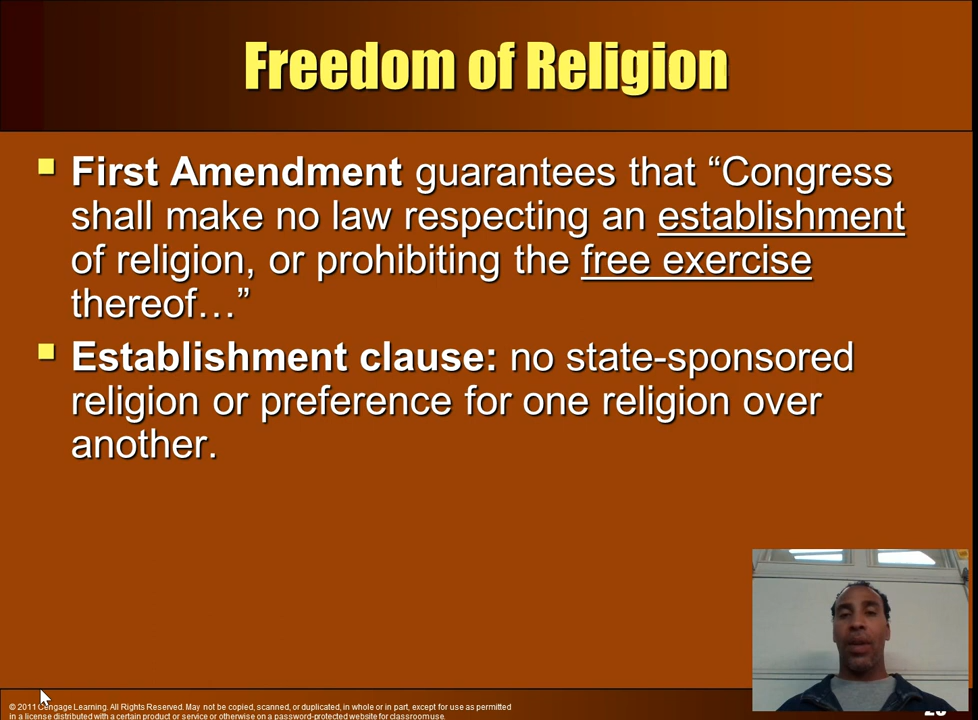 Freedom of Religion
First Amendment guarantees that “Congress
shall make no law respecting an establishment
of religion, or prohibiting the free exercise
thereof…”
Establishment clause: no state-sponsored
religion or preference for one religion over
another.
© 2011 Cengage Learning. All Rights Reserved. May not be copied, scanned, or duplicated, in whole or in part, except for use as permitted
in a license distributed with a certain product or service or otherwise on a password-protected website for classroom use.